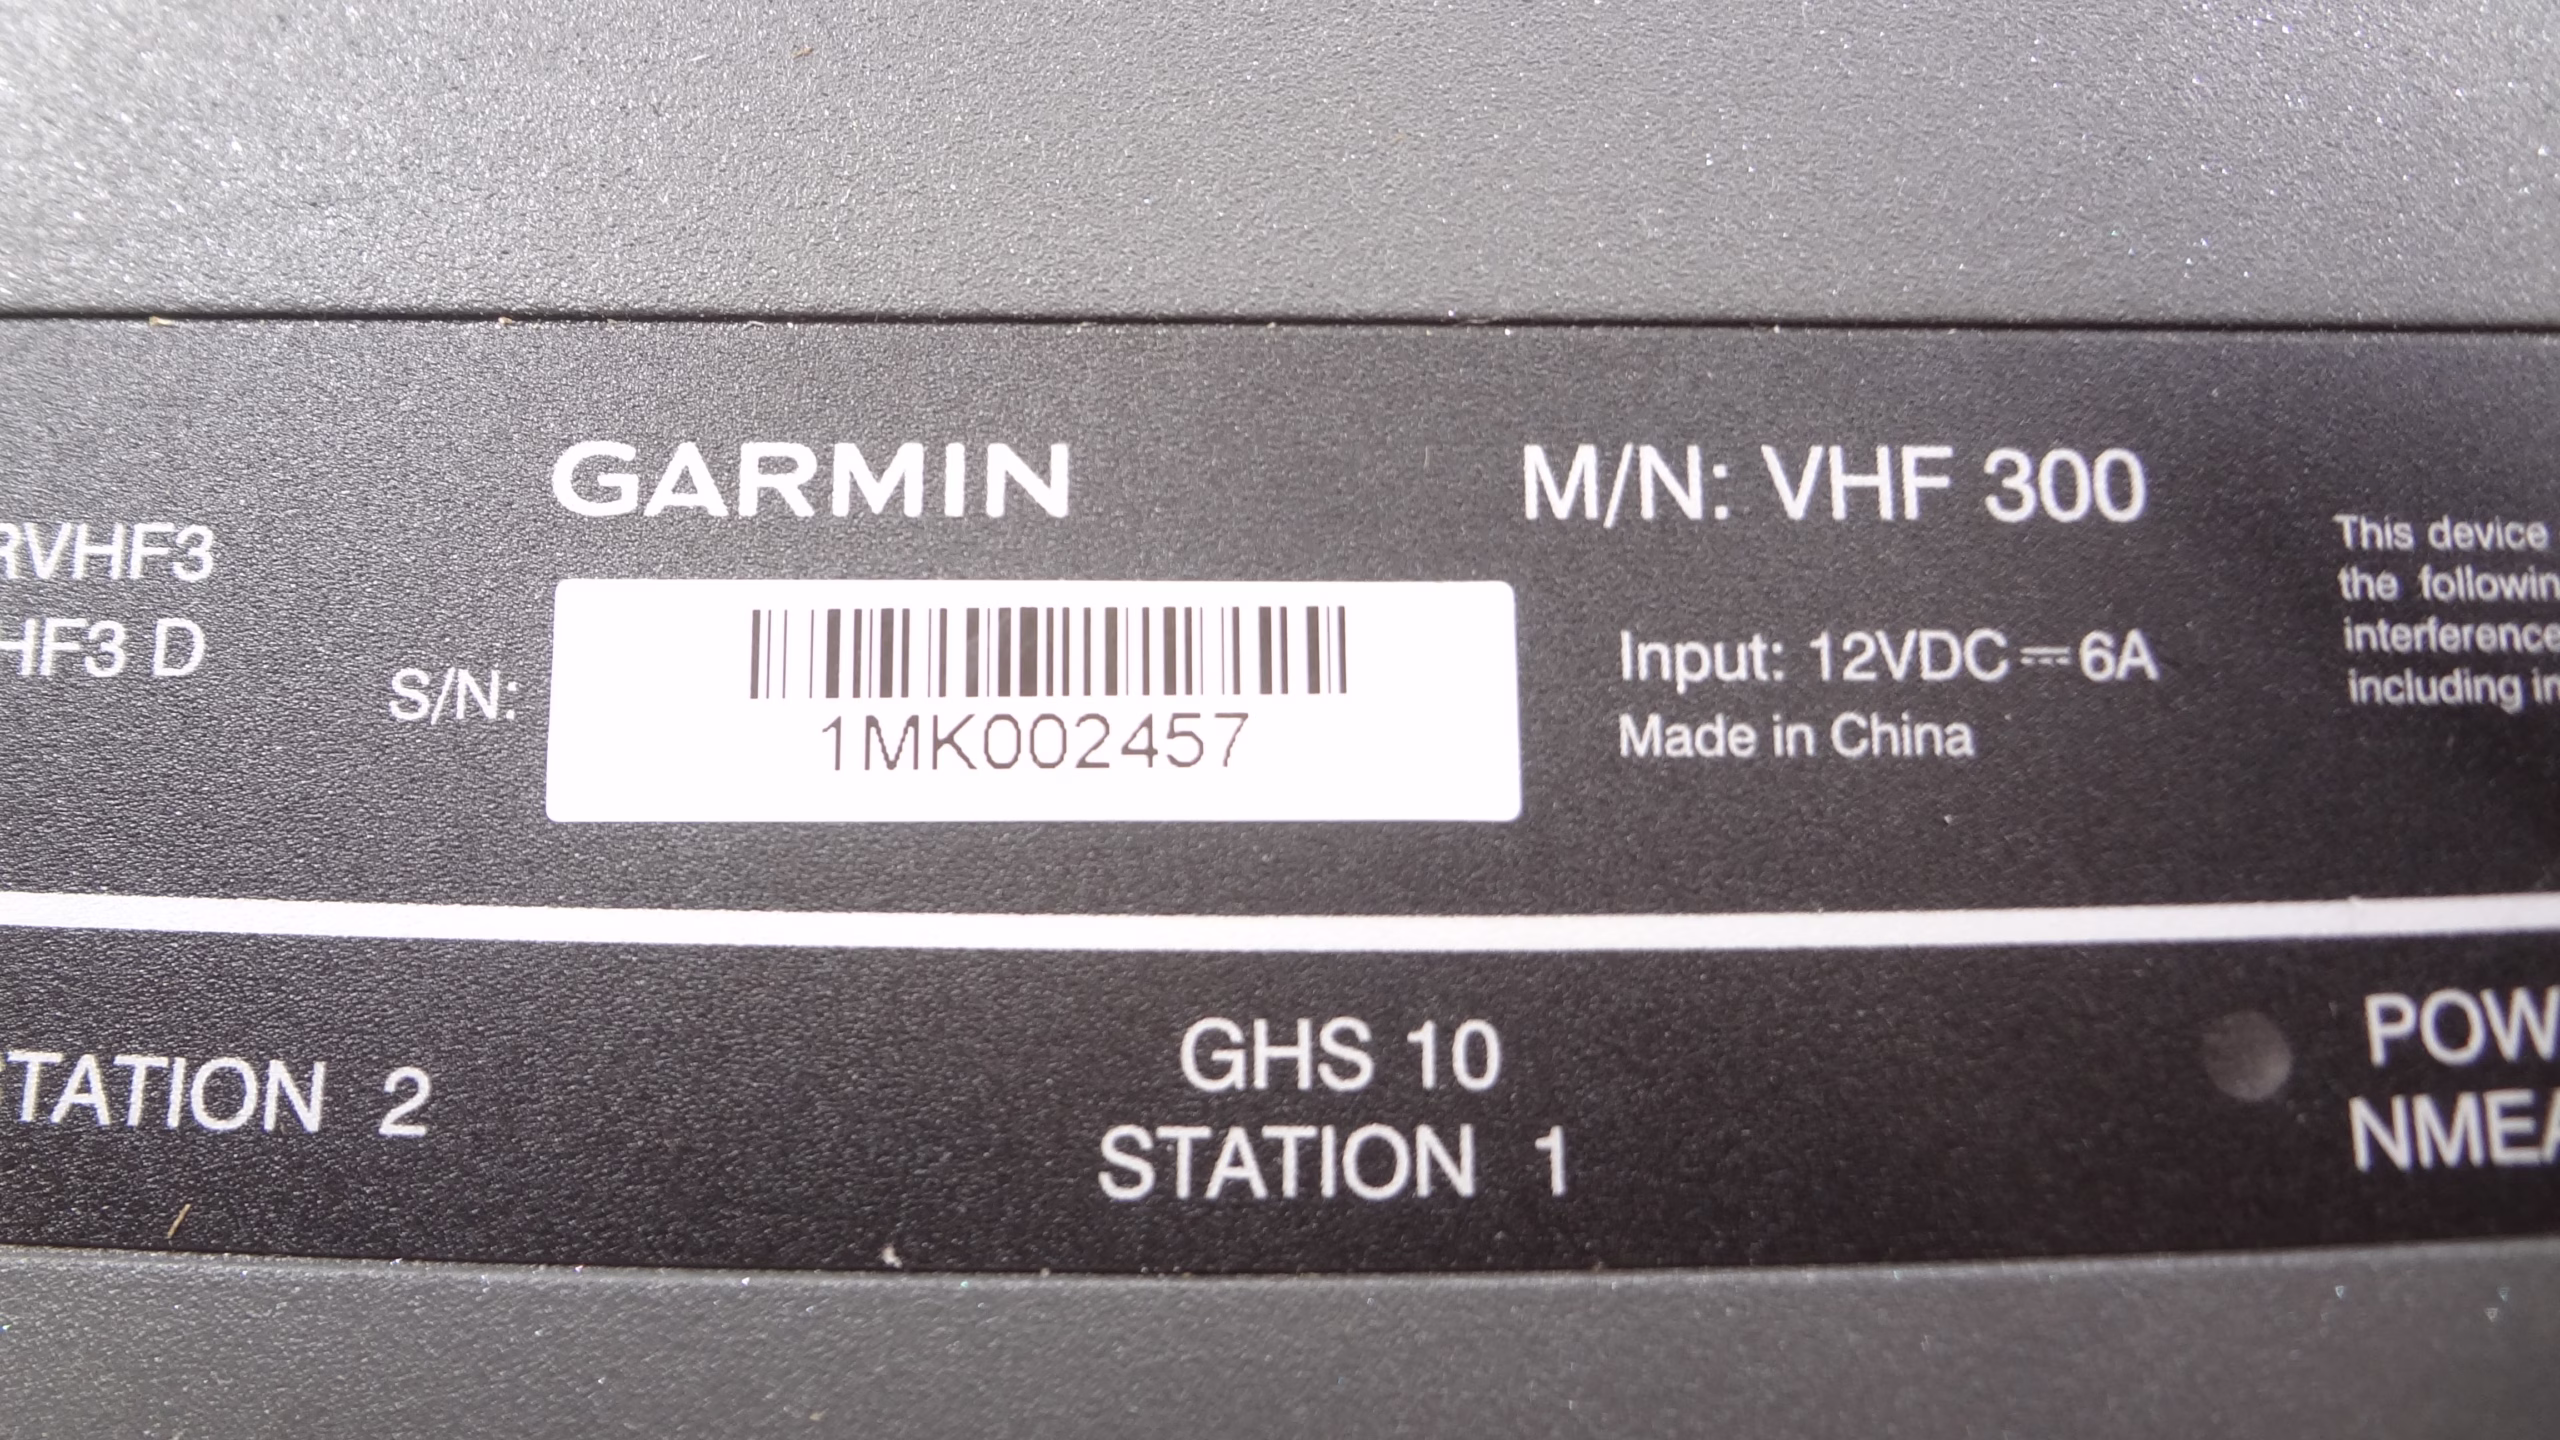 GARMIN
M/N: VHF 300
RVHF3
HF3 D
S/N:
1MK002457
Input: 12VDC⎓6A
Made in China
This device
the followin
interference
including in
TATION 2
GHS 10
STATION 1
POW
NMEA